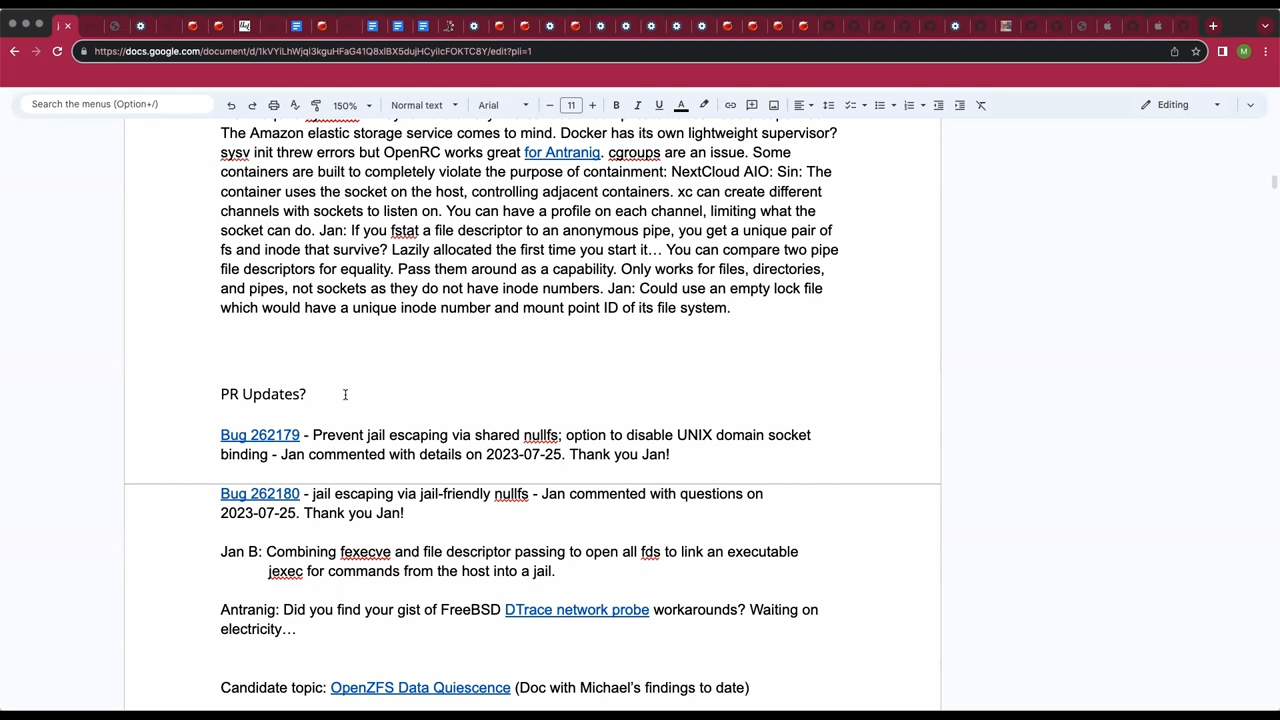 j
https://docs.google.com/document/d/1kVYiLhWjql3kguHFaG41Q8xlBX5dujHCyilcFOKTC8Y/edit?pli=1
M
Search the menus (Option+/)
150%
Normal text
Arial
11
B I U A
Editing
The Amazon elastic storage service comes to mind. Docker has its own lightweight supervisor?
sysv init threw errors but OpenRC works great for Antranig. cgroups are an issue. Some
containers are built to completely violate the purpose of containment: NextCloud AIO: Sin: The
container uses the socket on the host, controlling adjacent containers. xc can create different
channels with sockets to listen on. You can have a profile on each channel, limiting what the
socket can do. Jan: If you fstat a file descriptor to an anonymous pipe, you get a unique pair of
fs and inode that survive? Lazily allocated the first time you start it… You can compare two pipe
file descriptors for equality. Pass them around as a capability. Only works for files, directories,
and pipes, not sockets as they do not have inode numbers. Jan: Could use an empty lock file
which would have a unique inode number and mount point ID of its file system.
PR Updates?
Bug 262179 - Prevent jail escaping via shared nullfs; option to disable UNIX domain socket
binding - Jan commented with details on 2023-07-25. Thank you Jan!
Bug 262180 - jail escaping via jail-friendly nullfs - Jan commented with questions on
2023-07-25. Thank you Jan!
Jan B: Combining fexecve and file descriptor passing to open all fds to link an executable
jexec for commands from the host into a jail.
Antranig: Did you find your gist of FreeBSD DTrace network probe workarounds? Waiting on
electricity…
Candidate topic: OpenZFS Data Quiescence (Doc with Michael's findings to date)